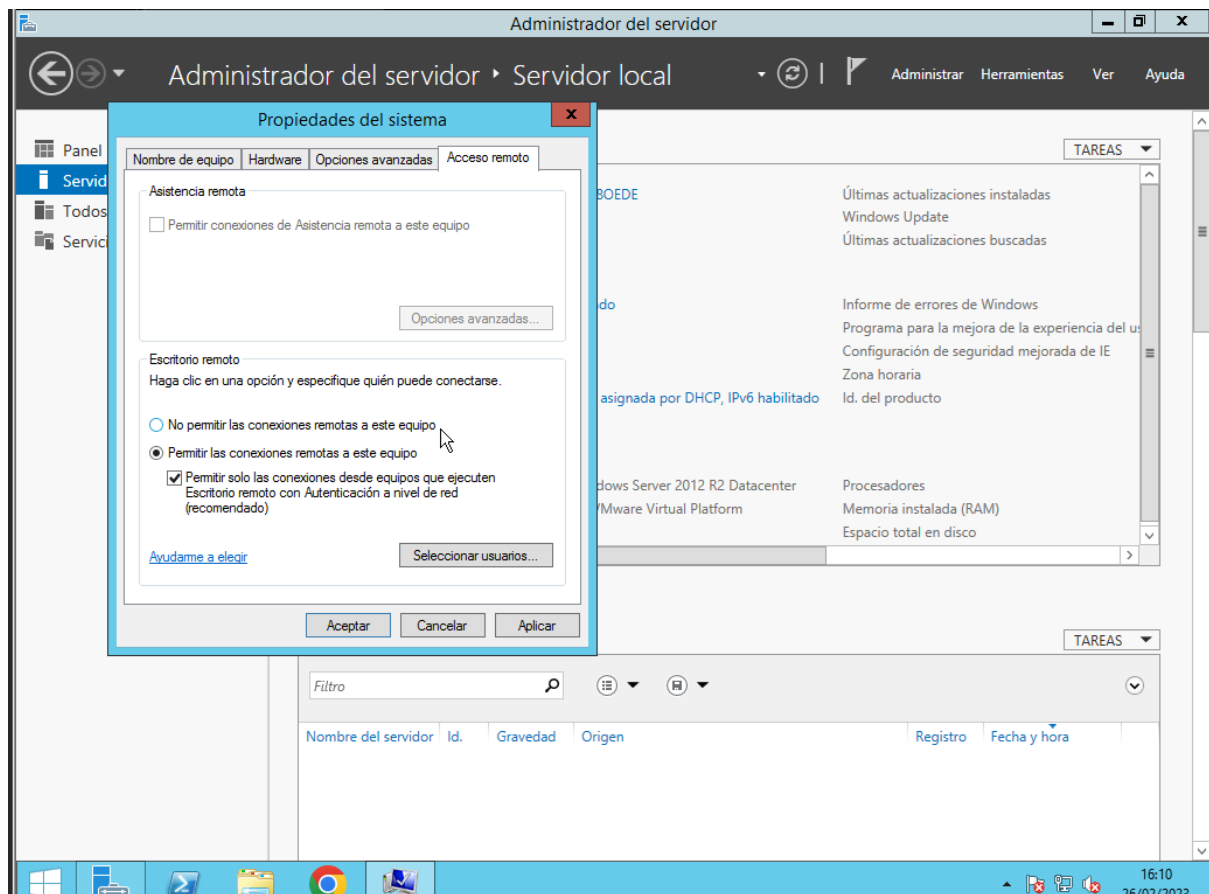 Administrador del servidor
Administrador del servidor ‣ Servidor local
Administrar Herramientas Ver Ayuda
Propiedades del sistema
Nombre de equipo Hardware Opciones avanzadas Acceso remoto
Asistencia remota
Permitir conexiones de Asistencia remota a este equipo
Opciones avanzadas...
Escritorio remoto
Haga clic en una opción y especifique quién puede conectarse.
No permitir las conexiones remotas a este equipo
Permitir las conexiones remotas a este equipo
Permitir solo las conexiones desde equipos que ejecuten
Escritorio remoto con Autenticación a nivel de red
(recomendado)
Ayudarme a elegir
Seleccionar usuarios...
Aceptar Cancelar Aplicar
Panel
Servid
Todos
Servici
TAREAS
BOEDE
Últimas actualizaciones instaladas
Windows Update
Últimas actualizaciones buscadas
do
Informe de errores de Windows
Programa para la mejora de la experiencia del us
Configuración de seguridad mejorada de IE
Zona horaria
asignada por DHCP, IPv6 habilitado
Id. del producto
dows Server 2012 R2 Datacenter
Procesadores
VMware Virtual Platform
Memoria instalada (RAM)
Espacio total en disco
TAREAS
Filtro
Nombre del servidor Id. Gravedad Origen Registro Fecha y hora
16:10
26/02/2023